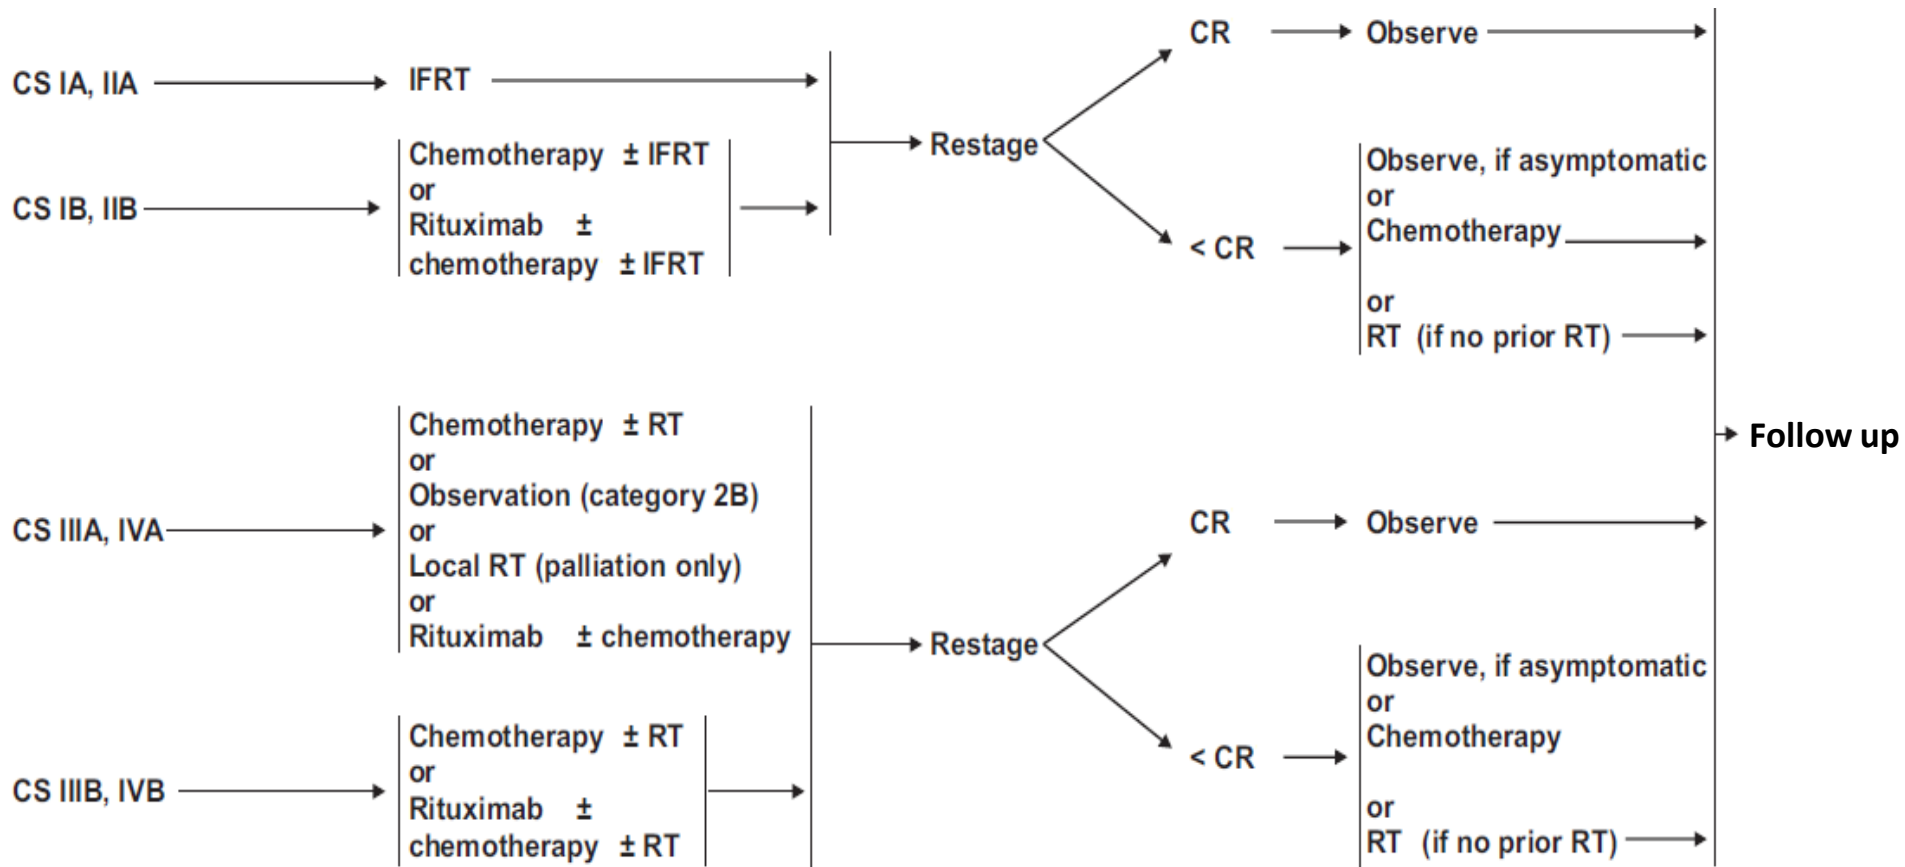 CS IA, IIA
IFRT
CS IB, IIB
Chemotherapy ± IFRT
or
Rituximab ±
chemotherapy ± IFRT
Restage
CR
Observe
< CR
Observe, if asymptomatic
or
Chemotherapy
or
RT (if no prior RT)
CS IIIA, IVA
Chemotherapy ± RT
or
Observation (category 2B)
or
Local RT (palliation only)
or
Rituximab ± chemotherapy
CS IIIB, IVB
Chemotherapy ± RT
or
Rituximab ±
chemotherapy ± RT
Restage
CR
Observe
< CR
Observe, if asymptomatic
or
Chemotherapy
or
RT (if no prior RT)
Follow up